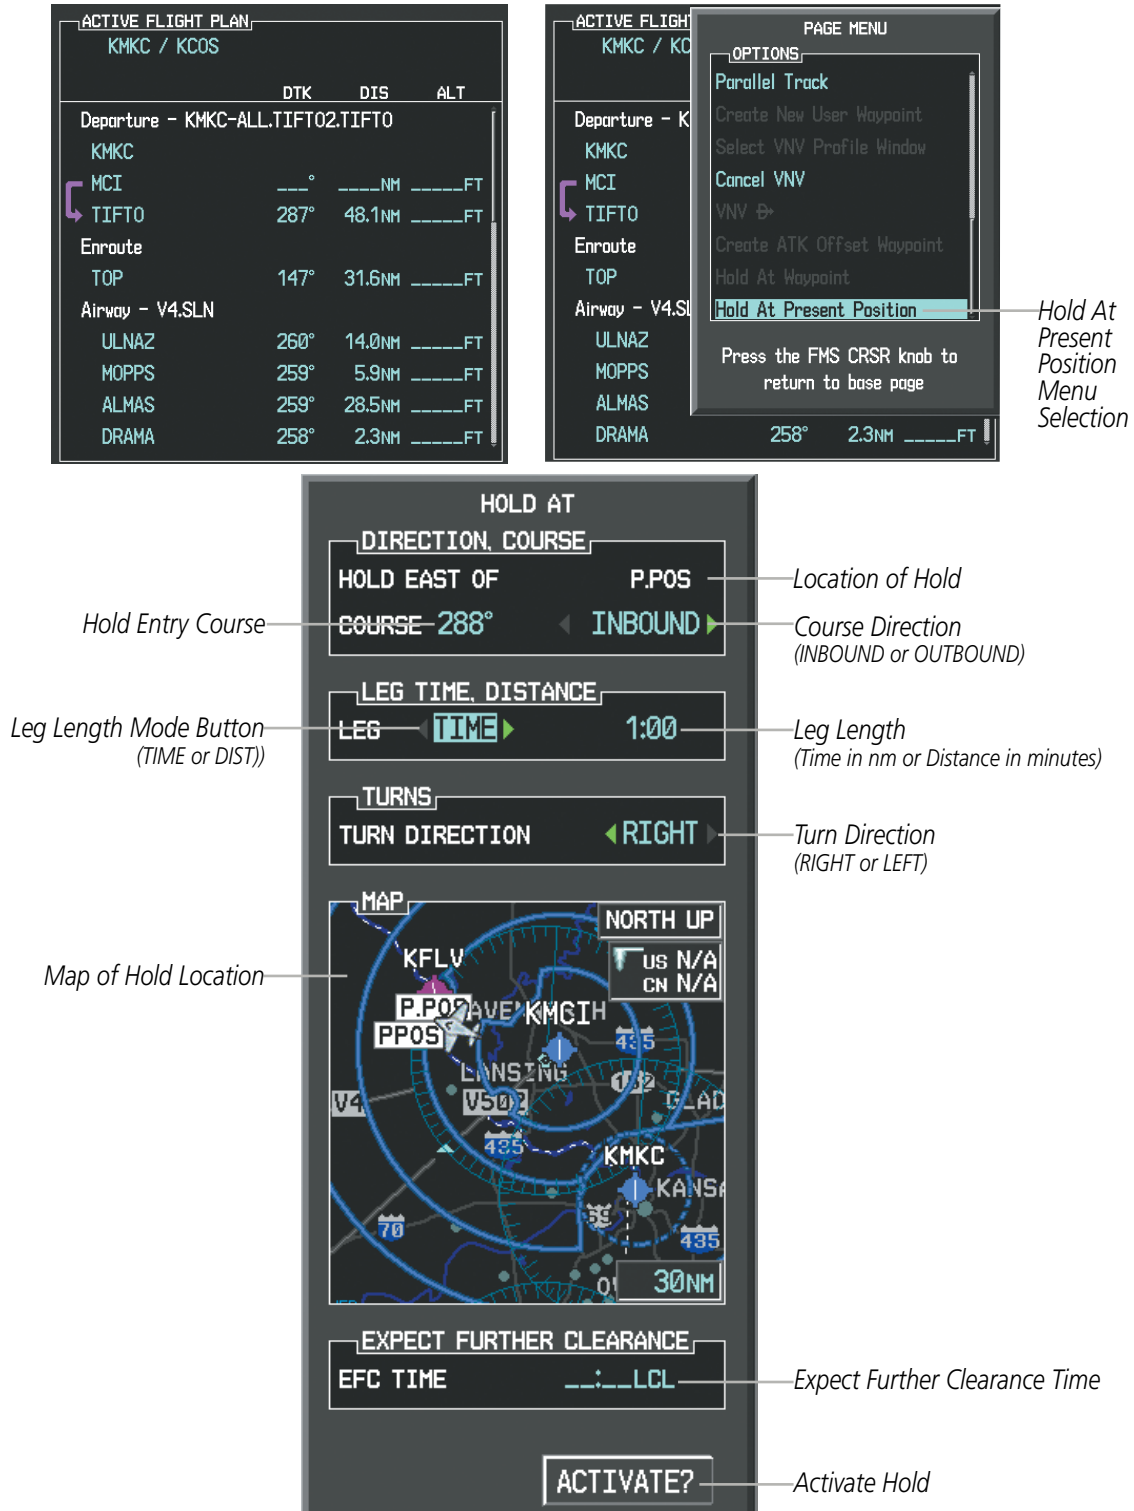 ACTIVE FLIGHT PLAN
KMKC / KCOS
DTK DIS ALT
Departure – KMKC-ALL.TIFTO2.TIFTO
KMKC
MCI ___° ____NM _____FT
TIFTO 287° 48.1NM _____FT
Enroute
TOP 147° 31.6NM _____FT
Airway – V4.SLN
ULNAZ 260° 14.0NM _____FT
MOPPS 259° 5.9NM _____FT
ALMAS 259° 28.5NM _____FT
DRAMA 258° 2.3NM _____FT
ACTIVE FLIGH
KMKC / KC
Departure – K
KMKC
MCI
TIFTO
Enroute
TOP
Airway – V4.SL
ULNAZ
MOPPS
ALMAS
DRAMA 258° 2.3NM _____FT
PAGE MENU
OPTIONS
Parallel Track
Create New User Waypoint
Select VNV Profile Window
Cancel VNV
VNV
Create ATK Offset Waypoint
Hold At Waypoint
Hold At Present Position
Press the FMS CRSR knob to
return to base page
Hold At
Present
Position
Menu
Selection
HOLD AT
DIRECTION, COURSE
HOLD EAST OF P.POS
Location of Hold
Hold Entry Course
COURSE 288° INBOUND
Course Direction
(INBOUND or OUTBOUND)
LEG TIME, DISTANCE
Leg Length Mode Button
(TIME or DIST))
LEG TIME 1:00
Leg Length
(Time in nm or Distance in minutes)
TURNS
TURN DIRECTION RIGHT
Turn Direction
(RIGHT or LEFT)
MAP
Map of Hold Location
NORTH UP
US N/A
CN N/A
KFLV
P.POS
PPOS
KMCI
435
LANSING
V4
V502
GLAD
435
KMKC
KANSA
69
70
435
30NM
EXPECT FURTHER CLEARANCE
EFC TIME __:__LCL
Expect Further Clearance Time
ACTIVATE?
Activate Hold